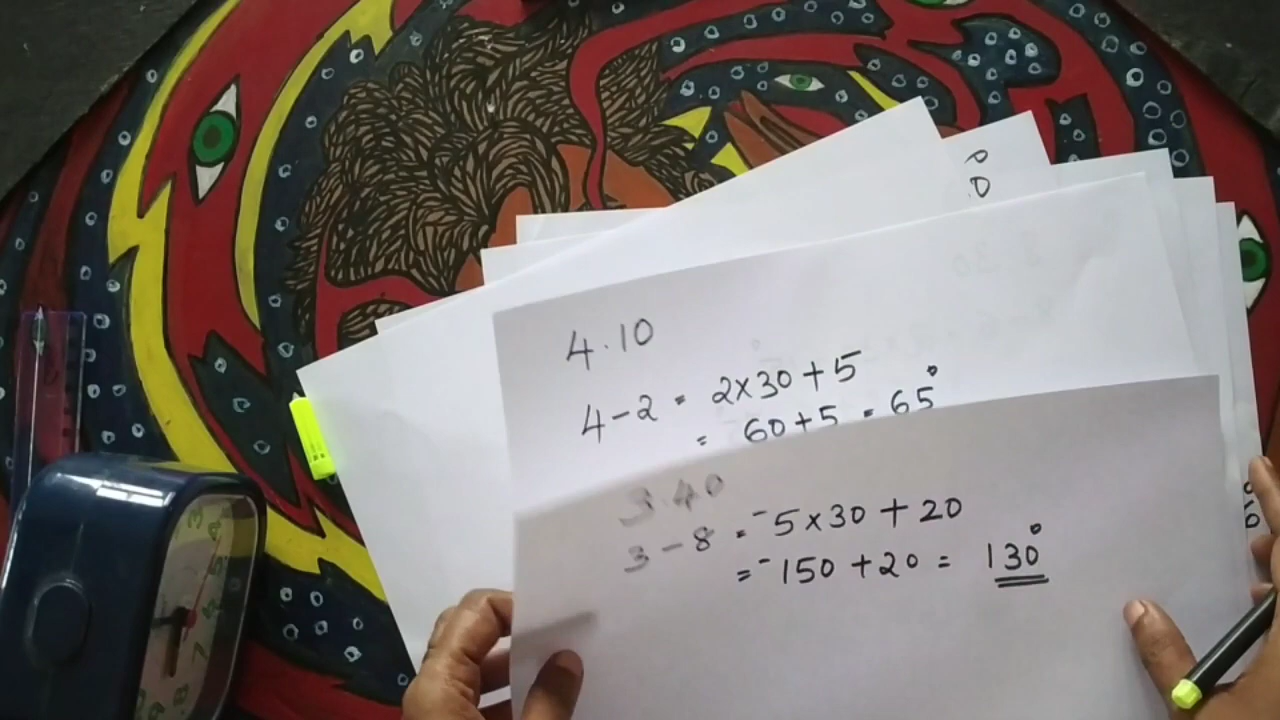 4.10
4-2 = 2x30+5
= 60+5 = 65°
3.40
3-8 = -5x30+20
= -150+20 = 130°